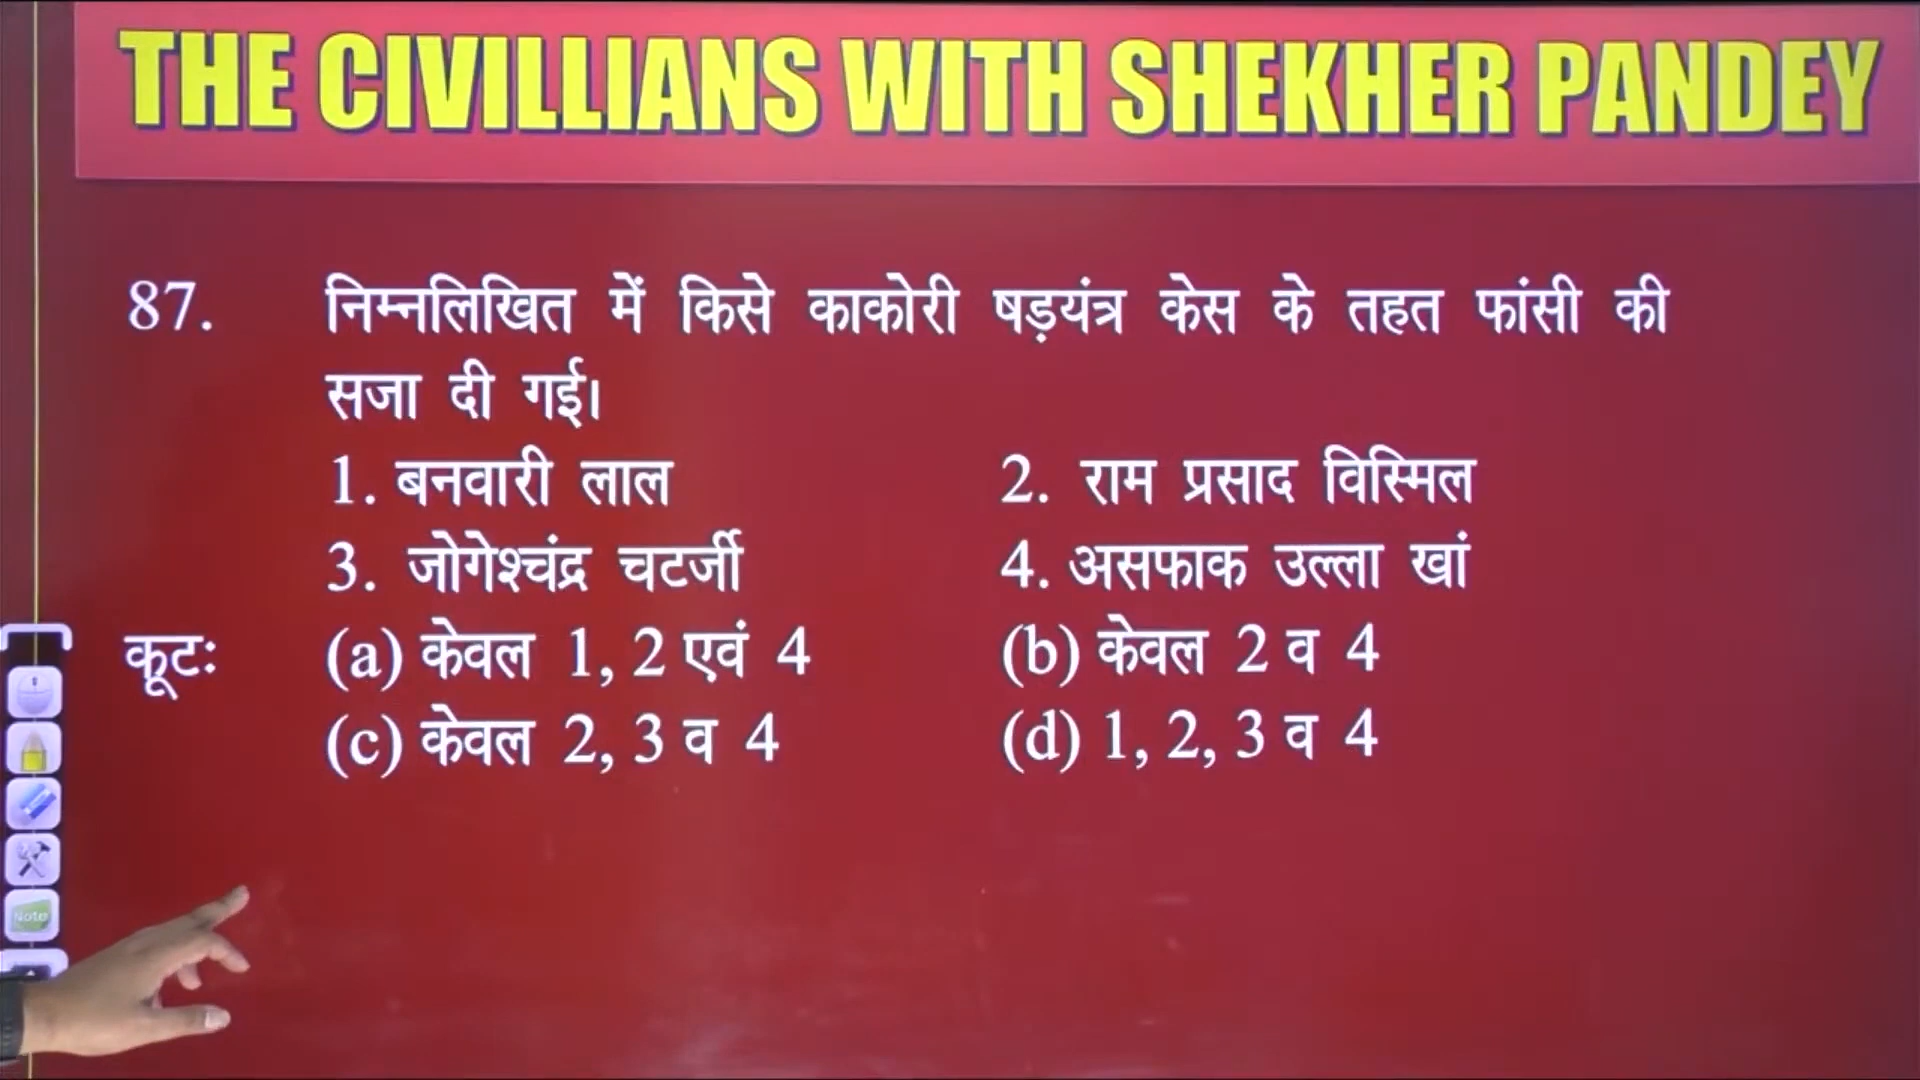 THE CIVILLIANS WITH SHEKHER PANDEY
87. निम्नलिखित में किसे काकोरी षड़यंत्र केस के तहत फांसी की
सजा दी गई।
1. बनवारी लाल 2. राम प्रसाद विस्मिल
3. जोगेश्चंद्र चटर्जी 4. असफाक उल्ला खां
कूटः (a) केवल 1, 2 एवं 4 (b) केवल 2 व 4
(c) केवल 2, 3 व 4 (d) 1, 2, 3 व 4
Note